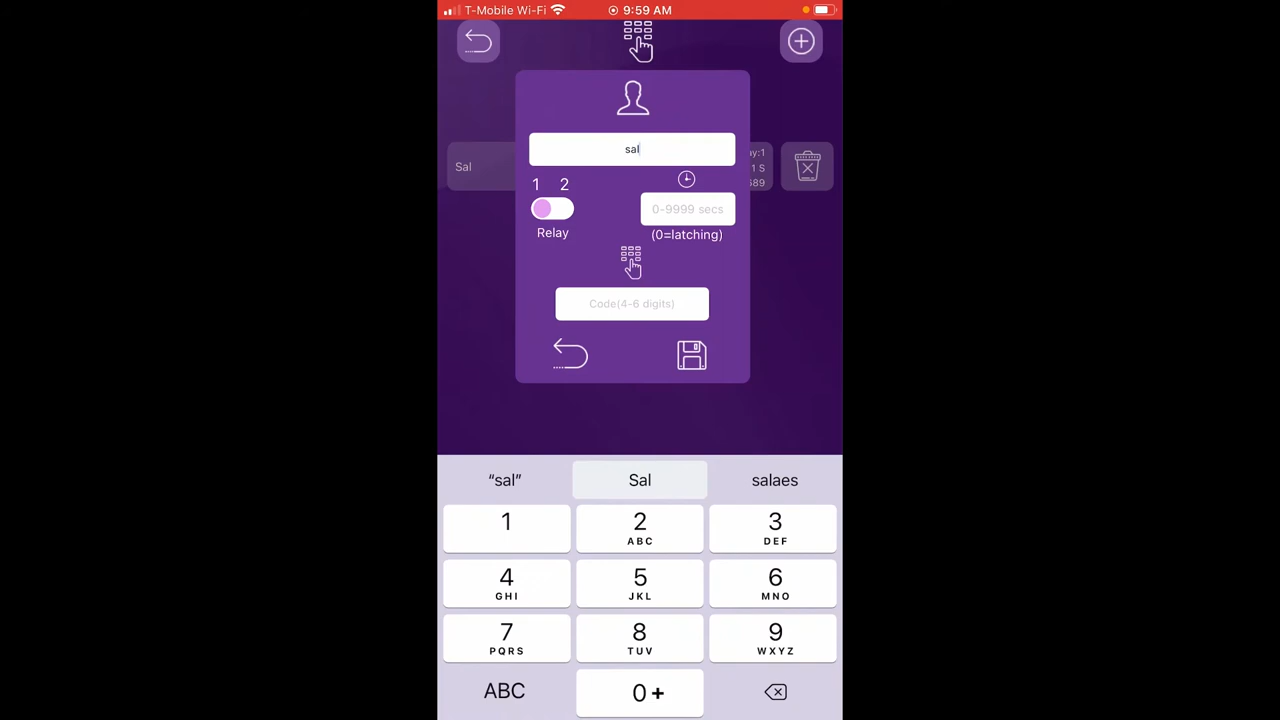 T-Mobile Wi-Fi 9:59 AM
sal
Sal
1 2
0-9999 secs
Relay
(0=latching)
Code(4-6 digits)
"sal" Sal salaes
1 2 3
ABC DEF
4 5 6
GHI JKL MNO
7 8 9
PQRS TUV WXYZ
ABC 0+